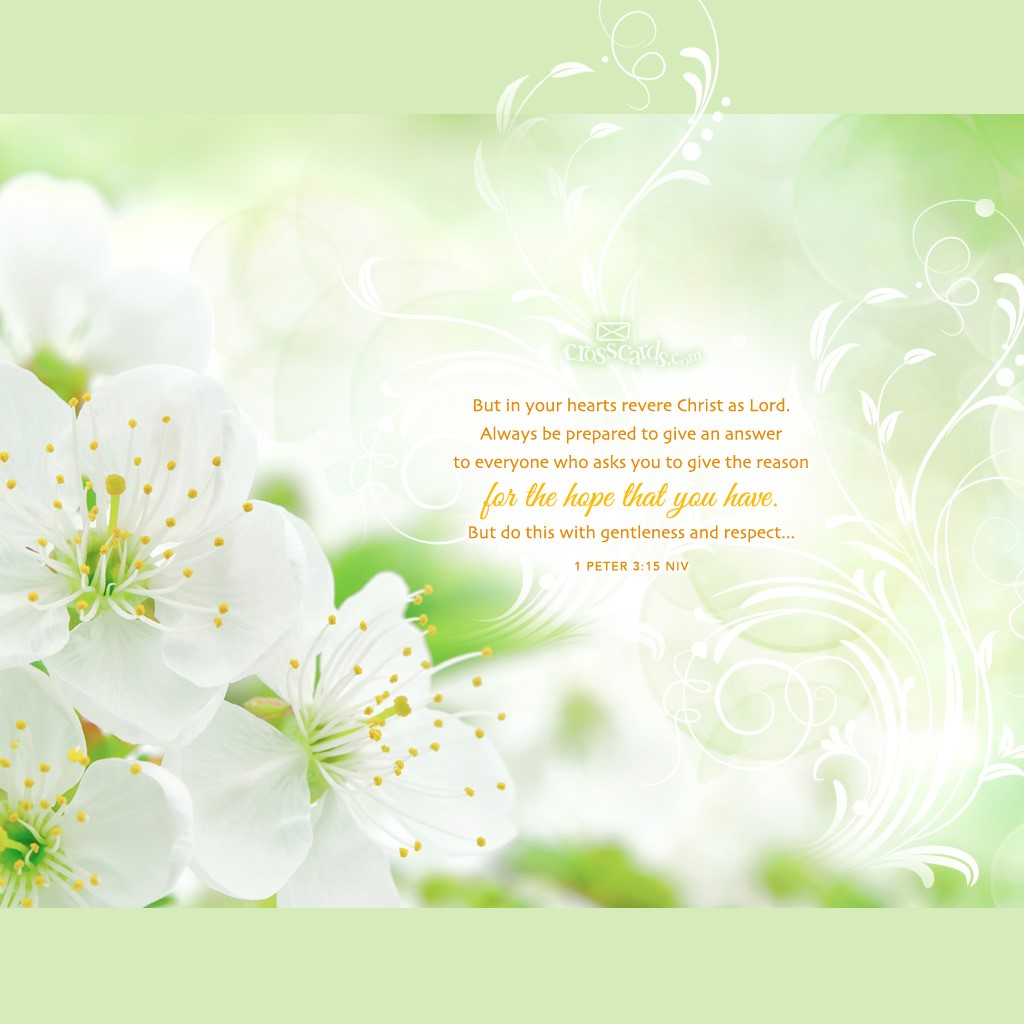 crosscards.com
But in your hearts revere Christ as Lord.
Always be prepared to give an answer
to everyone who asks you to give the reason
for the hope that you have.
But do this with gentleness and respect...
1 PETER 3:15 NIV